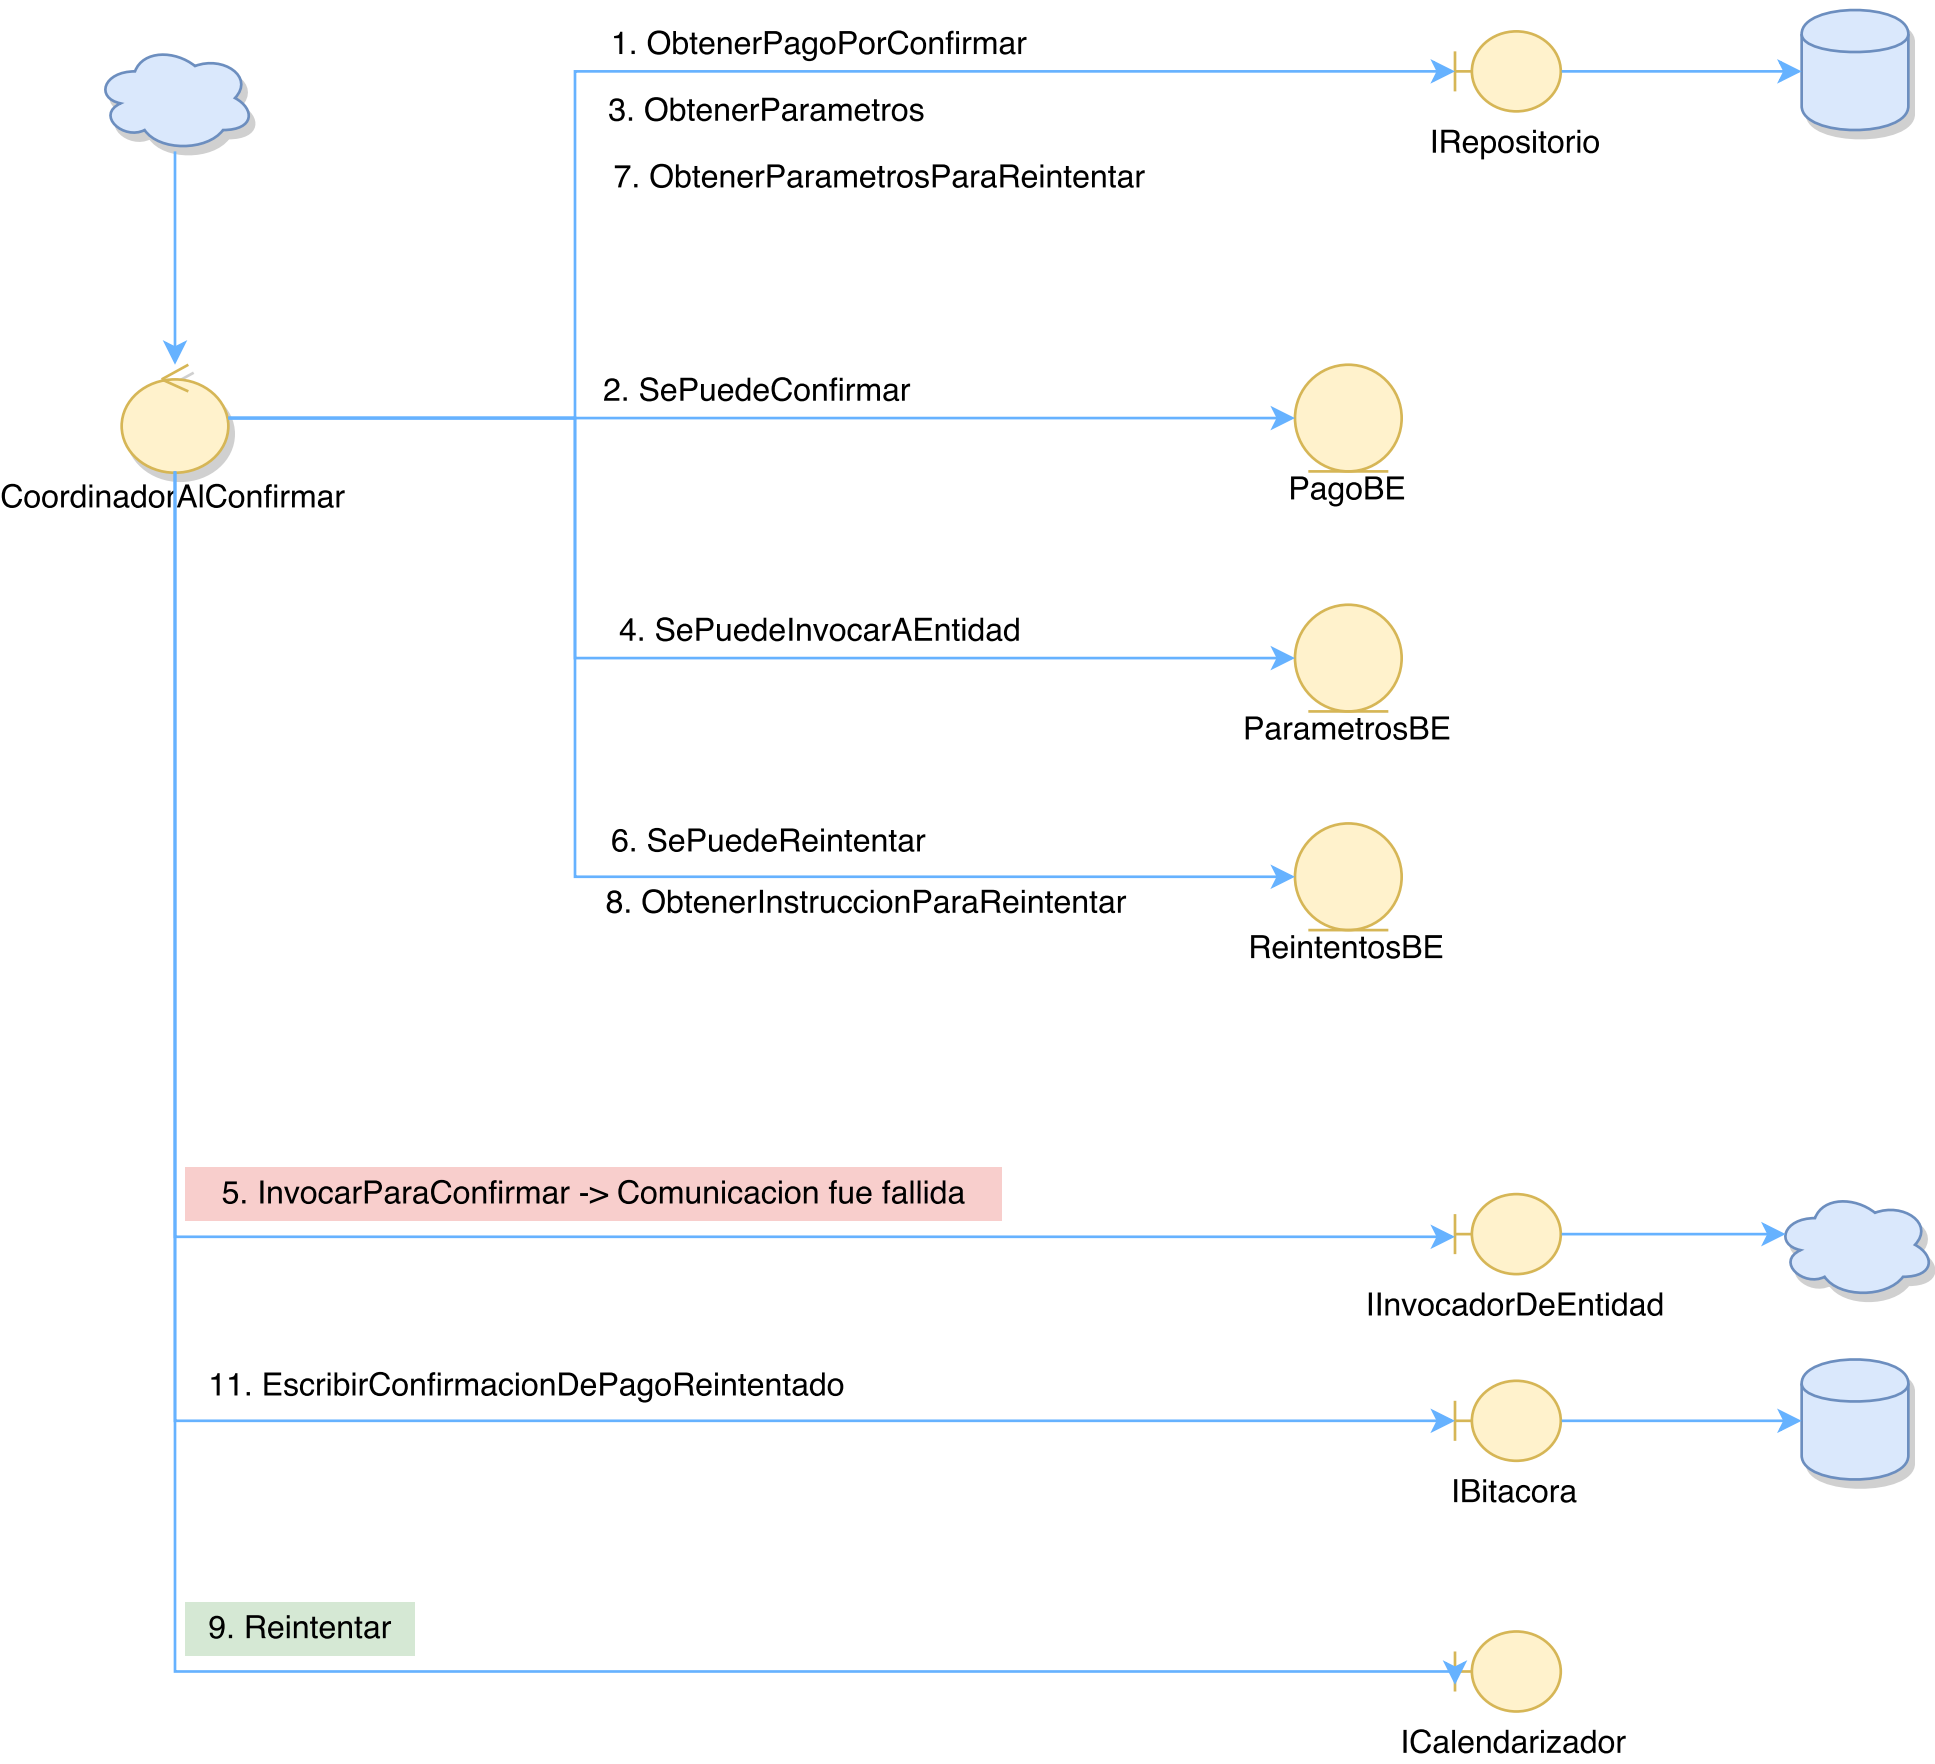 1. ObtenerPagoPorConfirmar
3. ObtenerParametros
IRepositorio
7. ObtenerParametrosParaReintentar
2. SePuedeConfirmar
CoordinadorAlConfirmar
PagoBE
4. SePuedeInvocarAEntidad
ParametrosBE
6. SePuedeReintentar
8. ObtenerInstruccionParaReintentar
ReintentosBE
5. InvocarParaConfirmar -> Comunicacion fue fallida
IInvocadorDeEntidad
11. EscribirConfirmacionDePagoReintentado
IBitacora
9. Reintentar
ICalendarizador